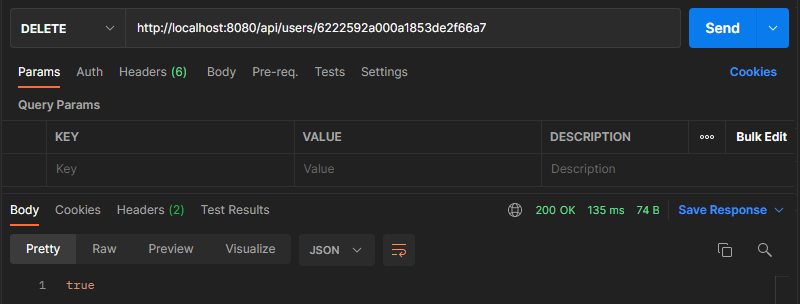 DELETE http://localhost:8080/api/users/6222592a000a1853de2f66a7 Send
Params Auth Headers (6) Body Pre-req. Tests Settings Cookies
Query Params
KEY VALUE DESCRIPTION ooo Bulk Edit
Key Value Description
Body Cookies Headers (2) Test Results 200 OK 135 ms 74 B Save Response
Pretty Raw Preview Visualize JSON
1 true